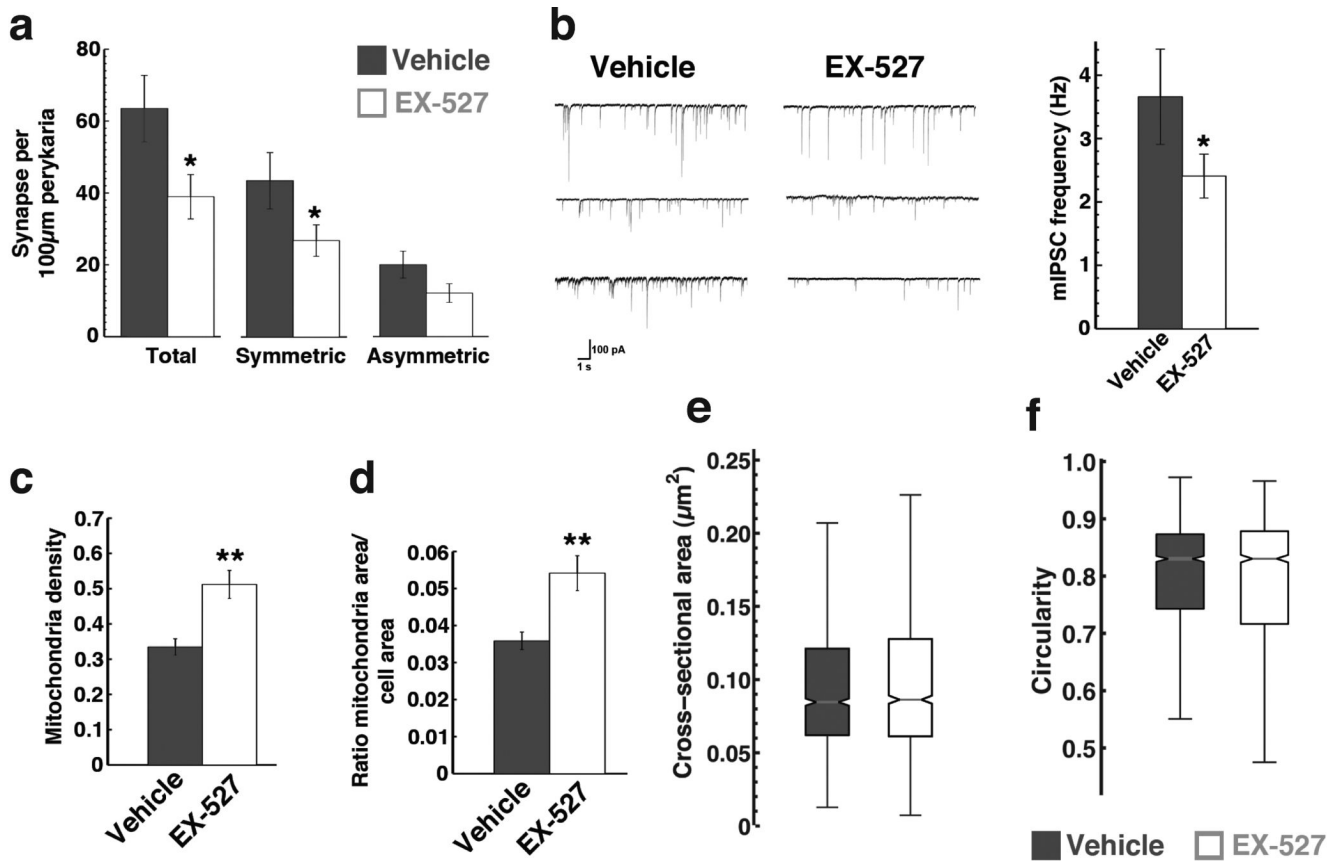 a
80
60
40
20
0
Synapse per
100µm perykaria
Vehicle
EX-527
*
*
Total
Symmetric
Asymmetric
b
Vehicle
EX-527
100 pA
1 s
mIPSC frequency (Hz)
4
3
2
1
0
*
Vehicle
EX-527
c
Mitochondria density
0.7
0.6
0.5
0.4
0.3
0.2
0.1
0
**
Vehicle
EX-527
d
Ratio mitochondria area/
cell area
0.06
0.05
0.04
0.03
0.02
0.01
0
**
Vehicle
EX-527
e
Cross–sectional area (µm²)
0.25
0.20
0.15
0.10
0.05
0
f
Circularity
1.0
0.9
0.8
0.7
0.6
0.5
Vehicle
EX-527